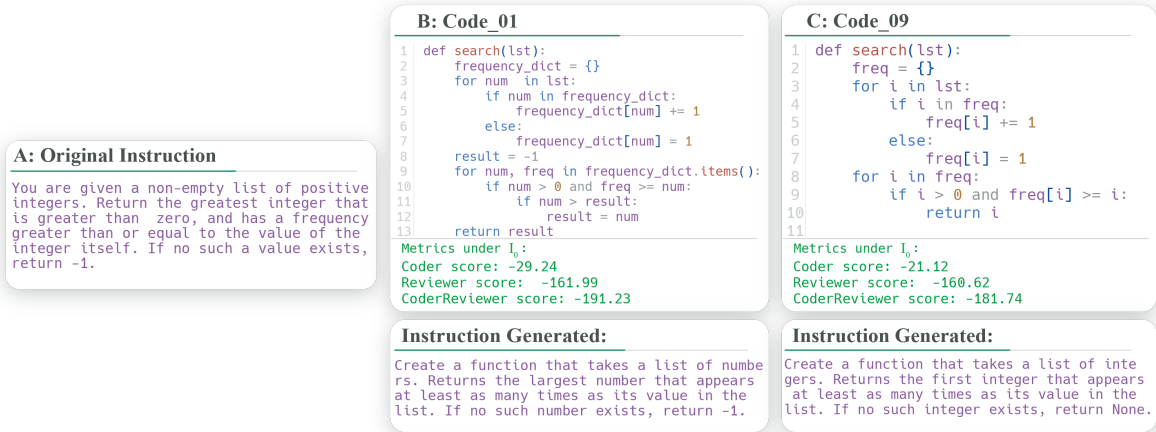 A: Original Instruction
You are given a non-empty list of positive
integers. Return the greatest integer that
is greater than  zero, and has a frequency
greater than or equal to the value of the
integer itself. If no such a value exists,
return -1.
B: Code_01
1 def search(lst):
2     frequency_dict = {}
3     for num  in lst:
4         if num in frequency_dict:
5             frequency_dict[num] += 1
6         else:
7             frequency_dict[num] = 1
8     result = -1
9     for num, freq in frequency_dict.items():
10         if num > 0 and freq >= num:
11             if num > result:
12                 result = num
13     return result
Metrics under I0:
Coder score: -29.24
Reviewer score:  -161.99
CoderReviewer score: -191.23
Instruction Generated:
Create a function that takes a list of numbe
rs. Returns the largest number that appears
at least as many times as its value in the
list. If no such number exists, return -1.
C: Code_09
1 def search(lst):
2     freq = {}
3     for i in lst:
4         if i in freq:
5             freq[i] += 1
6         else:
7             freq[i] = 1
8     for i in freq:
9         if i > 0 and freq[i] >= i:
10             return i
11
Metrics under I0:
Coder score: -21.12
Reviewer score:  -160.62
CoderReviewer score: -181.74
Instruction Generated:
Create a function that takes a list of inte
gers. Returns the first integer that appears
 at least as many times as its value in the
list. If no such integer exists, return None.